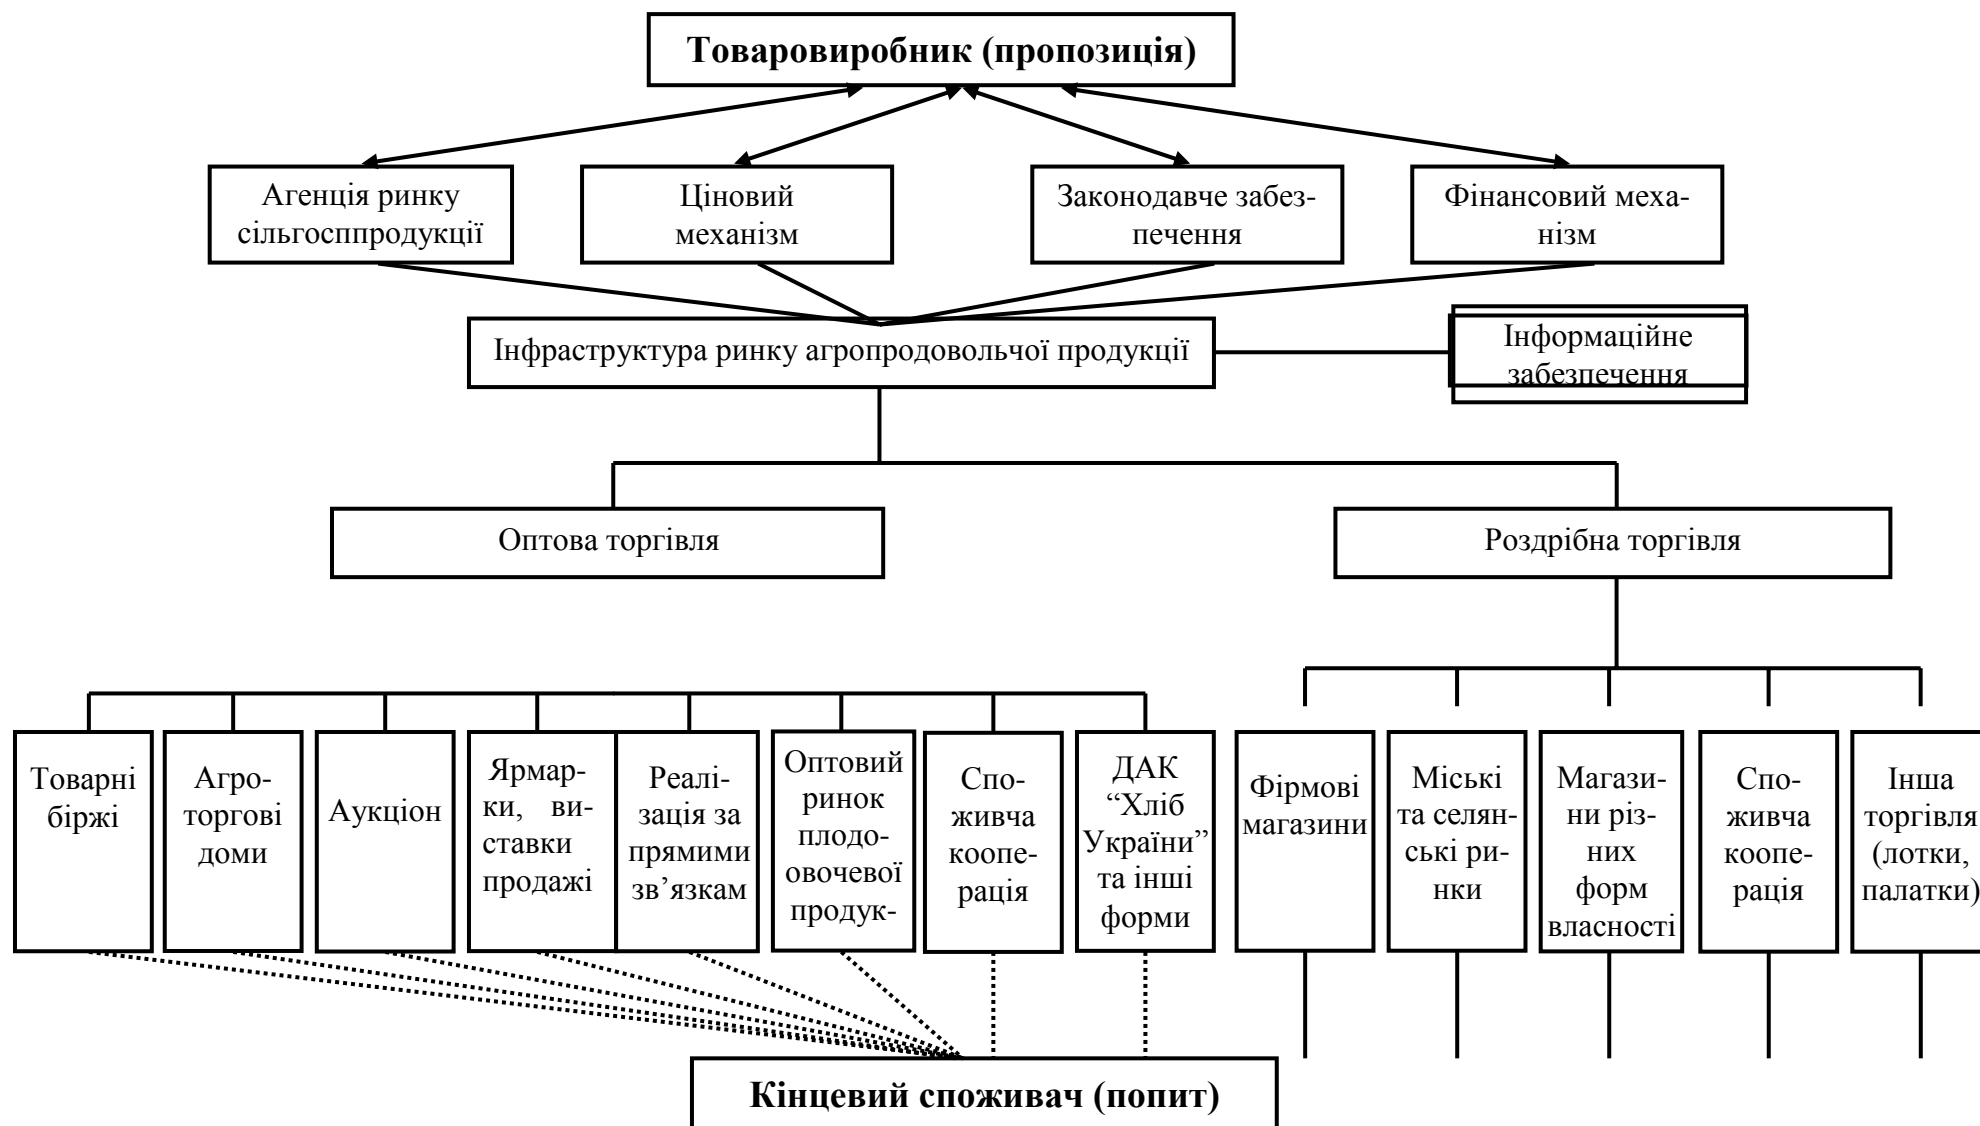 Товаровиробник (пропозиція)
Агенція ринку
сільгосппродукції
Ціновий
механізм
Законодавче забез-
печення
Фінансовий меха-
нізм
Інфраструктура ринку агропродовольчої продукції
Інформаційне
забезпечення
Оптова торгівля
Роздрібна торгівля
Товарні
біржі
Агро-
торгові
доми
Аукціон
Ярмар-
ки, ви-
ставки
продажі
Реалі-
зація за
прямими
зв’язкам
Оптовий
ринок
плодо-
овочевої
продук-
Спо-
живча
коопе-
рація
ДАК
“Хліб
України”
та інші
форми
Фірмові
магазини
Міські
та селян-
ські ри-
нки
Магази-
ни різ-
них
форм
власності
Спо-
живча
коопе-
рація
Інша
торгівля
(лотки,
палатки)
Кінцевий споживач (попит)